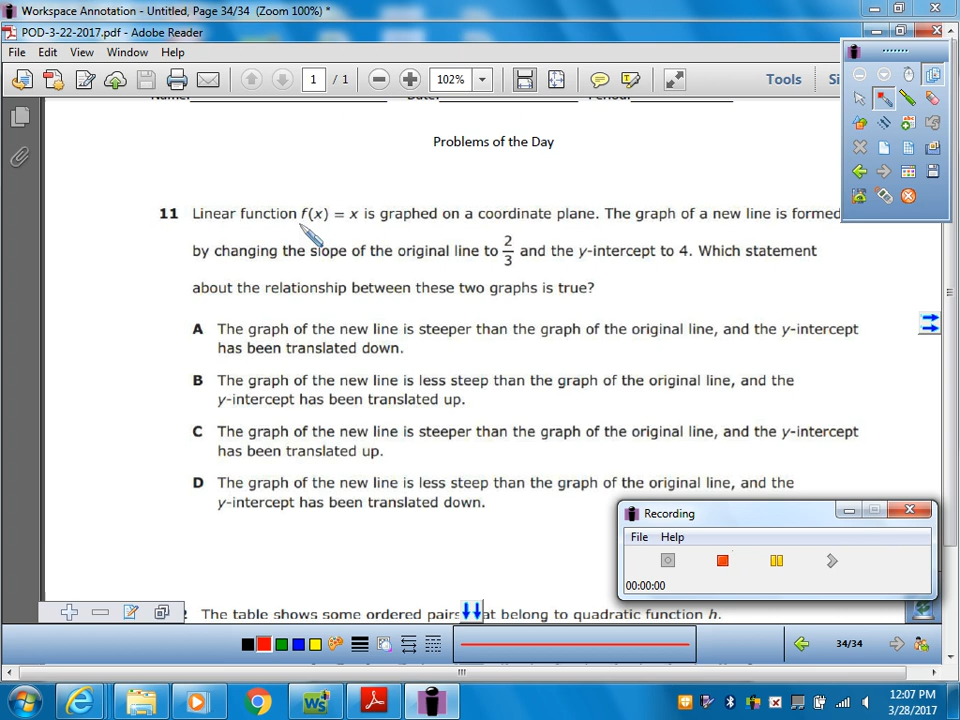 Workspace Annotation - Untitled, Page 34/34 (Zoom 100%) *
POD-3-22-2017.pdf - Adobe Reader
File Edit View Window Help
1 / 1 102% Tools
Problems of the Day
11 Linear function f(x) = x is graphed on a coordinate plane. The graph of a new line is formed
by changing the slope of the original line to 2/3 and the y-intercept to 4. Which statement
about the relationship between these two graphs is true?
A The graph of the new line is steeper than the graph of the original line, and the y-intercept
has been translated down.
B The graph of the new line is less steep than the graph of the original line, and the
y-intercept has been translated up.
C The graph of the new line is steeper than the graph of the original line, and the y-intercept
has been translated up.
D The graph of the new line is less steep than the graph of the original line, and the
y-intercept has been translated down.
Recording
File Help
00:00:00
The table shows some ordered pairs at belong to quadratic function h.
34/34
12:07 PM
3/28/2017